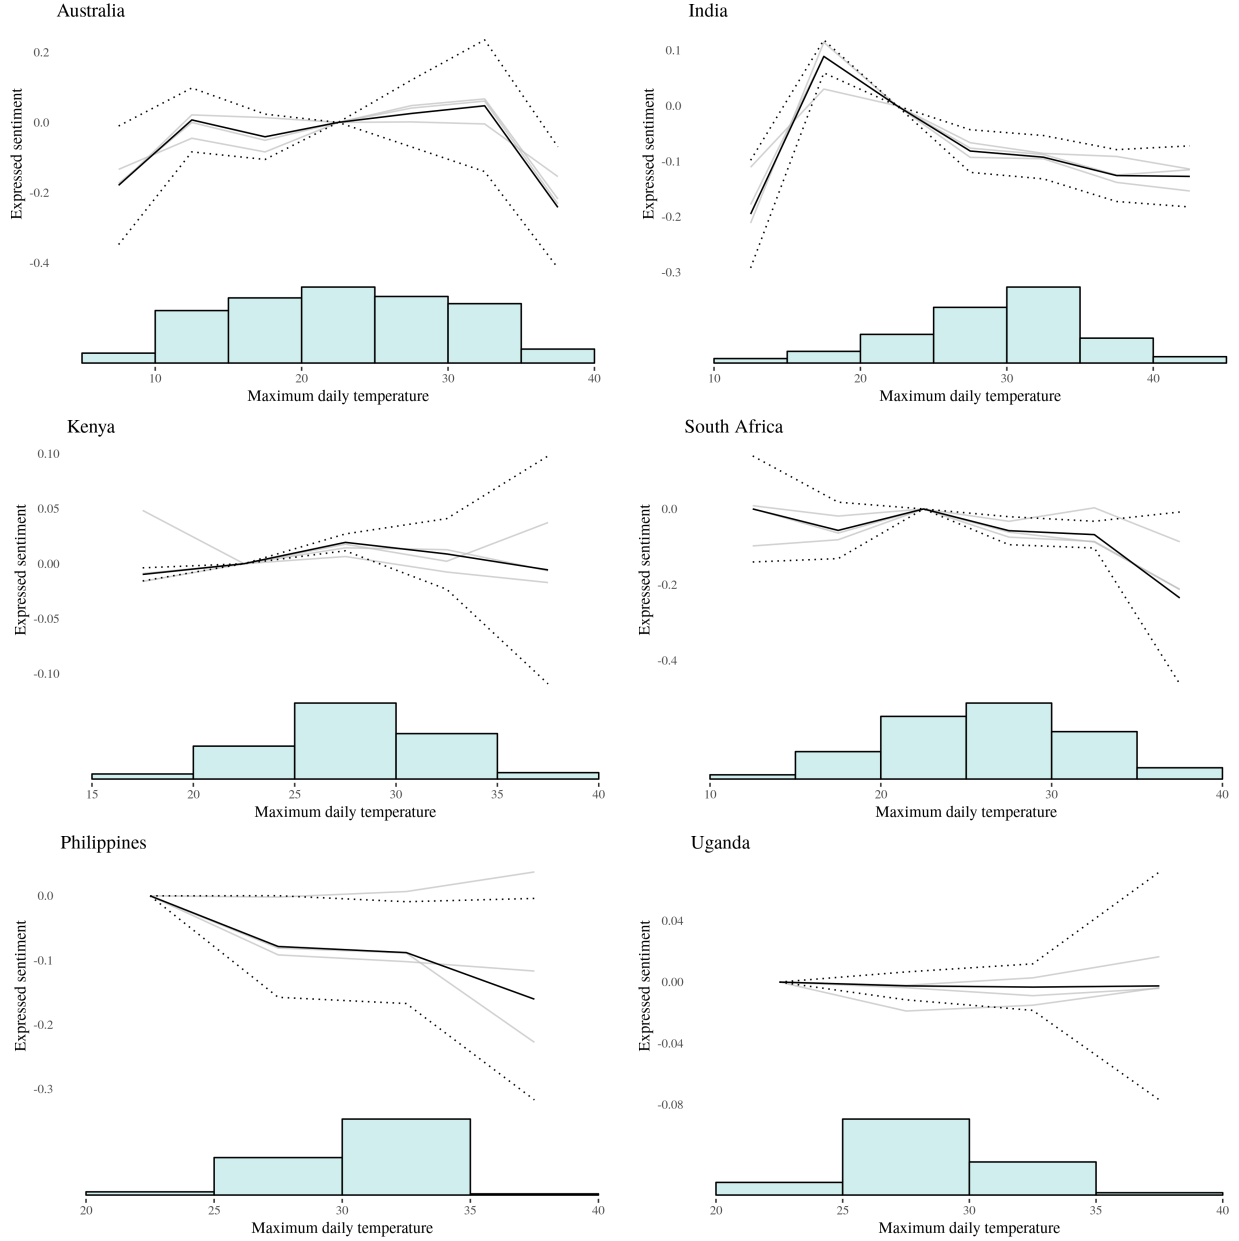 Australia
Expressed sentiment
0.2
0.0
-0.2
-0.4
10
20
30
40
Maximum daily temperature
India
Expressed sentiment
0.1
0.0
-0.1
-0.2
-0.3
10
20
30
40
Maximum daily temperature
Kenya
Expressed sentiment
0.10
0.05
0.00
-0.05
-0.10
15
20
25
30
35
40
Maximum daily temperature
South Africa
Expressed sentiment
0.0
-0.2
-0.4
10
20
30
40
Maximum daily temperature
Philippines
Expressed sentiment
0.0
-0.1
-0.2
-0.3
20
25
30
35
40
Maximum daily temperature
Uganda
Expressed sentiment
0.04
0.00
-0.04
-0.08
20
25
30
35
40
Maximum daily temperature